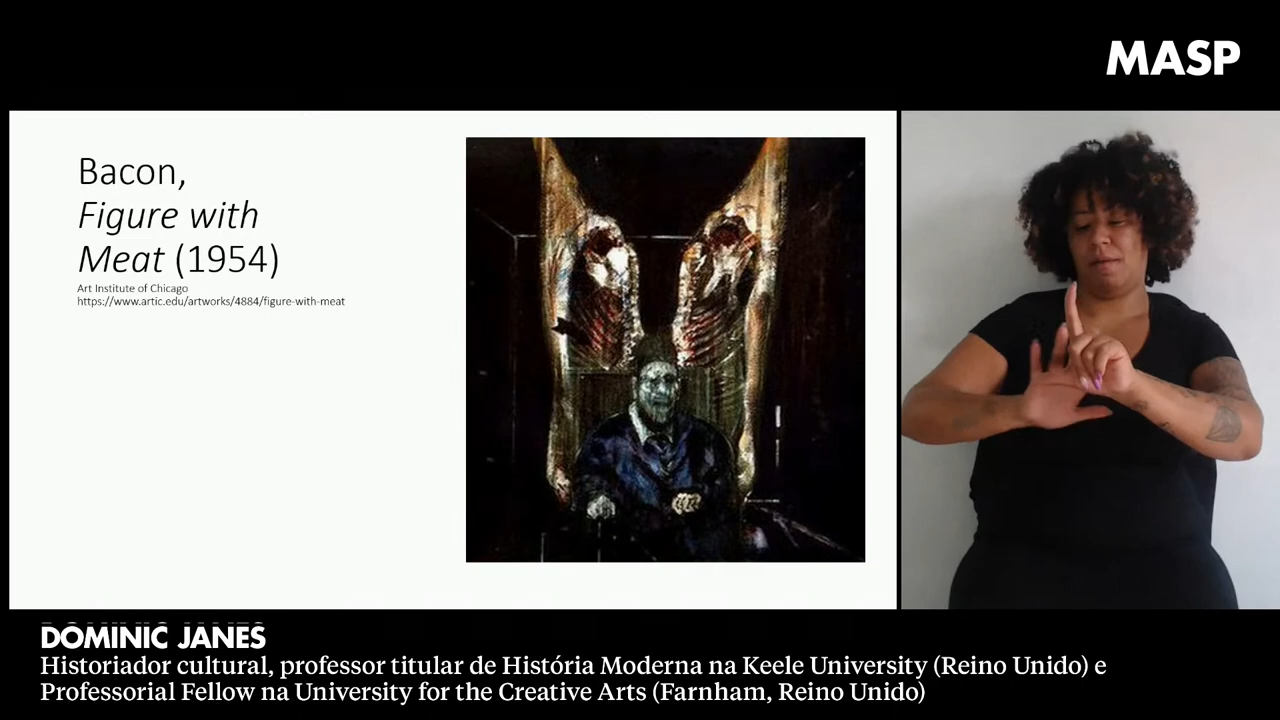 MASP
Bacon,
Figure with
Meat (1954)
Art Institute of Chicago
https://www.artic.edu/artworks/4884/figure-with-meat
DOMINIC JANES
Historiador cultural, professor titular de História Moderna na Keele University (Reino Unido) e
Professorial Fellow na University for the Creative Arts (Farnham, Reino Unido)